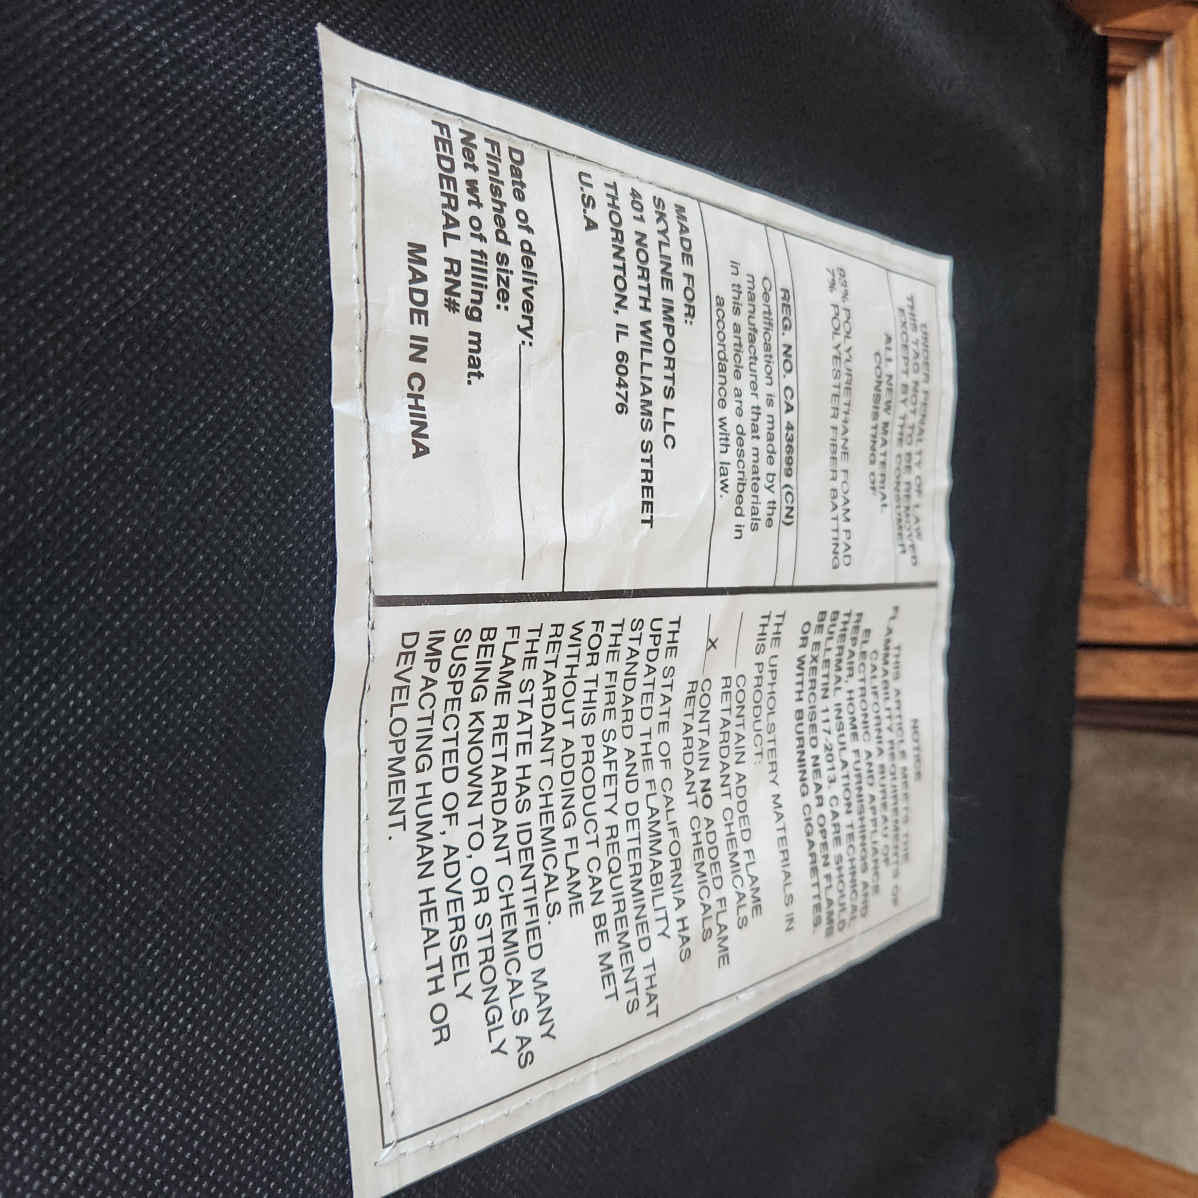 UNDER PENALTY OF LAW
THIS TAG NOT TO BE REMOVED
EXCEPT BY THE CONSUMER
ALL NEW MATERIAL
CONSISTING OF
93% POLYURETHANE FOAM PAD
7% POLYESTER FIBER BATTING
REG. NO. CA 43699 (CN)
Certification is made by the
manufacturer that materials
in this article are described in
accordance with law.
MADE FOR:
SKYLINE IMPORTS LLC
401 NORTH WILLIAMS STREET
THORNTON, IL 60476
U.S.A
Date of delivery:
Finished size:
Net wt of filling mat.
FEDERAL RN#
MADE IN CHINA
NOTICE
THIS ARTICLE MEETS THE
FLAMMABILITY REQUIREMENTS OF
CALIFORNIA BUREAU OF
ELECTRONIC AND APPLIANCE
REPAIR, HOME FURNISHINGS AND
THERMAL INSULATION TECHNICAL
BULLETIN 117-2013. CARE SHOULD
BE EXERCISED NEAR OPEN FLAME
OR WITH BURNING CIGARETTES.
THE UPHOLSTERY MATERIALS IN
THIS PRODUCT:
CONTAIN ADDED FLAME
RETARDANT CHEMICALS
X CONTAIN NO ADDED FLAME
RETARDANT CHEMICALS
THE STATE OF CALIFORNIA HAS
UPDATED THE FLAMMABILITY
STANDARD AND DETERMINED THAT
THE FIRE SAFETY REQUIREMENTS
FOR THIS PRODUCT CAN BE MET
WITHOUT ADDING FLAME
RETARDANT CHEMICALS.
THE STATE HAS IDENTIFIED MANY
FLAME RETARDANT CHEMICALS AS
BEING KNOWN TO, OR STRONGLY
SUSPECTED OF, ADVERSELY
IMPACTING HUMAN HEALTH OR
DEVELOPMENT.